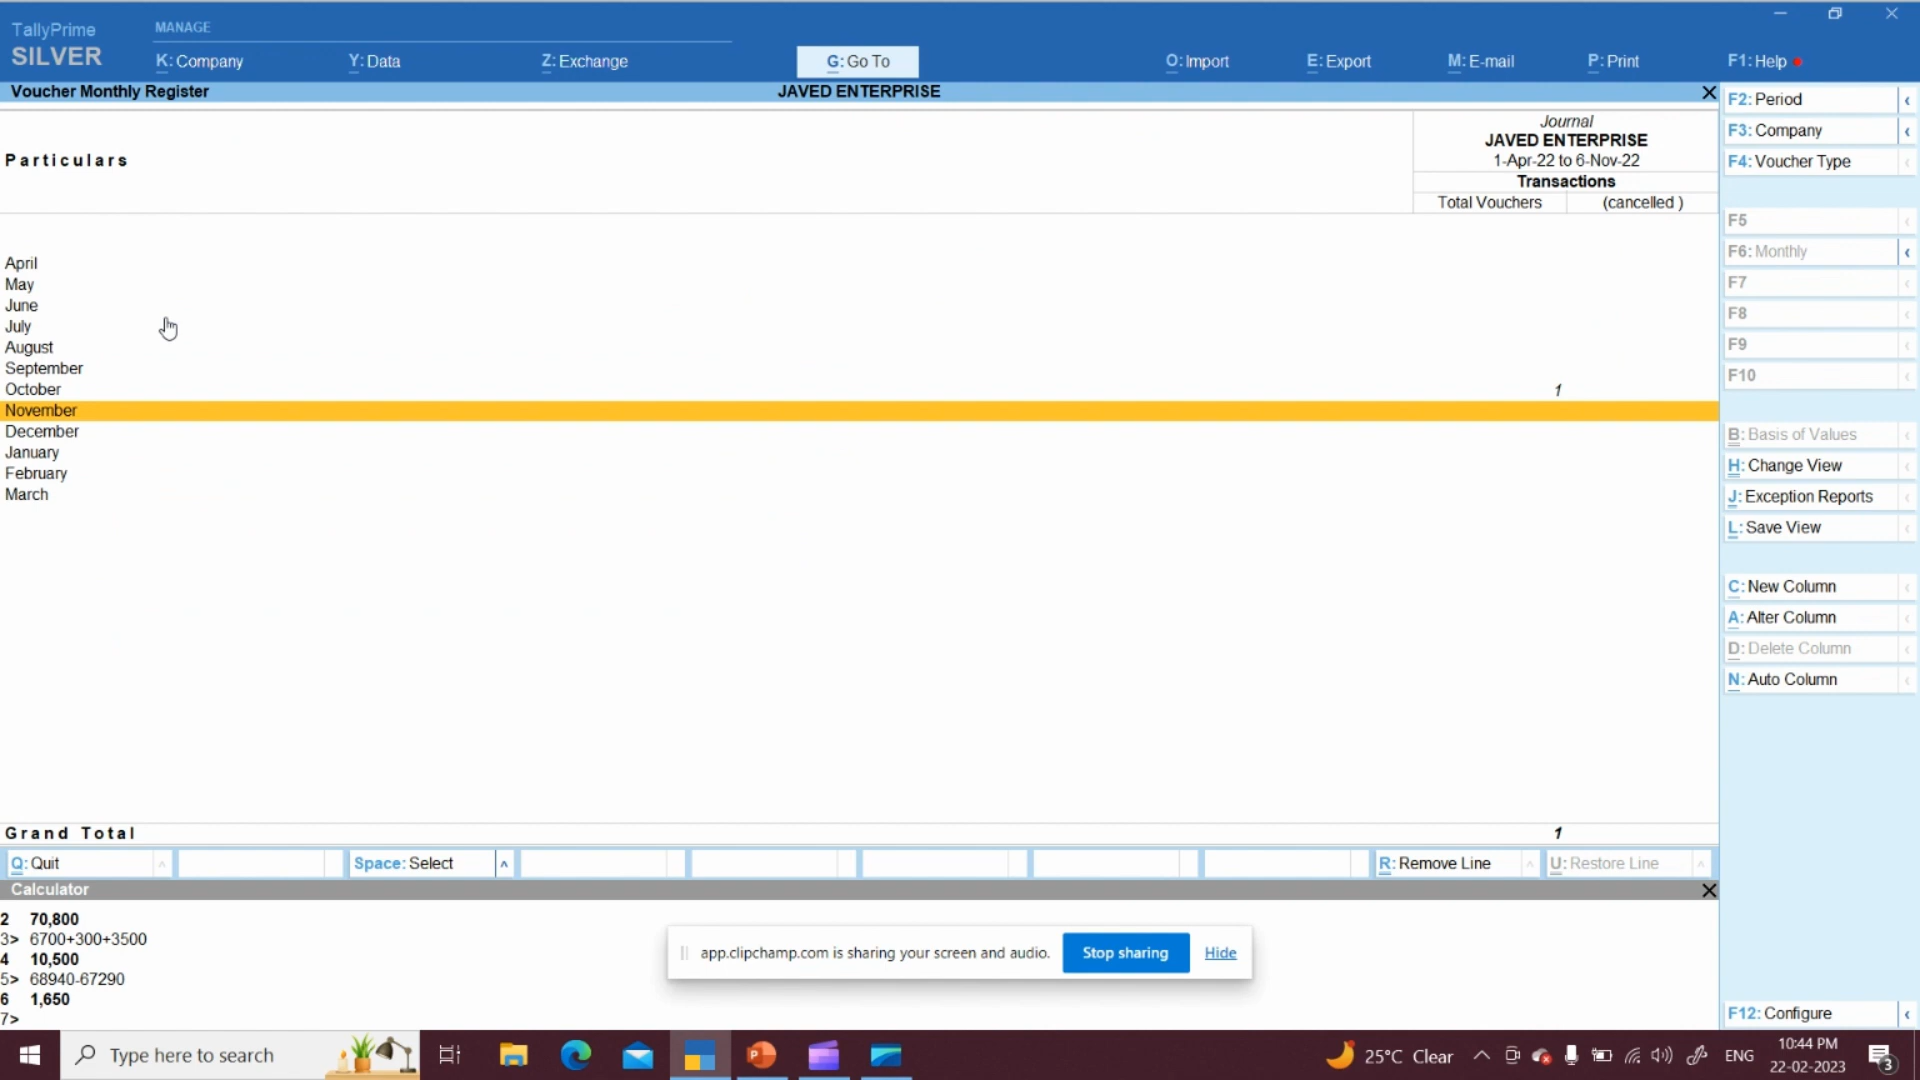 TallyPrime
SILVER
MANAGE
K: Company
Y: Data
Z: Exchange
G: Go To
O: Import
E: Export
M: E-mail
P: Print
F1: Help
Voucher Monthly Register
JAVED ENTERPRISE
Particulars
Journal
JAVED ENTERPRISE
1-Apr-22 to 6-Nov-22
Transactions
Total Vouchers (cancelled )
April
May
June
July
August
September
October 1
November
December
January
February
March
Grand Total 1
F2: Period
F3: Company
F4: Voucher Type
F5
F6: Monthly
F7
F8
F9
F10
B: Basis of Values
H: Change View
J: Exception Reports
L: Save View
C: New Column
A: Alter Column
D: Delete Column
N: Auto Column
F12: Configure
Q: Quit
Space: Select
R: Remove Line
U: Restore Line
Calculator
2 70,800
3> 6700+300+3500
4 10,500
5> 68940-67290
6 1,650
7>
app.clipchamp.com is sharing your screen and audio.
Stop sharing
Hide
Type here to search
25°C Clear
ENG
10:44 PM
22-02-2023
3